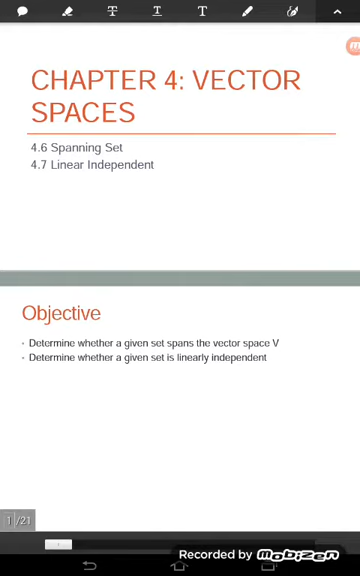 CHAPTER 4: VECTOR
SPACES
4.6 Spanning Set
4.7 Linear Independent
Objective
• Determine whether a given set spans the vector space V
• Determine whether a given set is linearly independent
1 /21
Recorded by mobizen